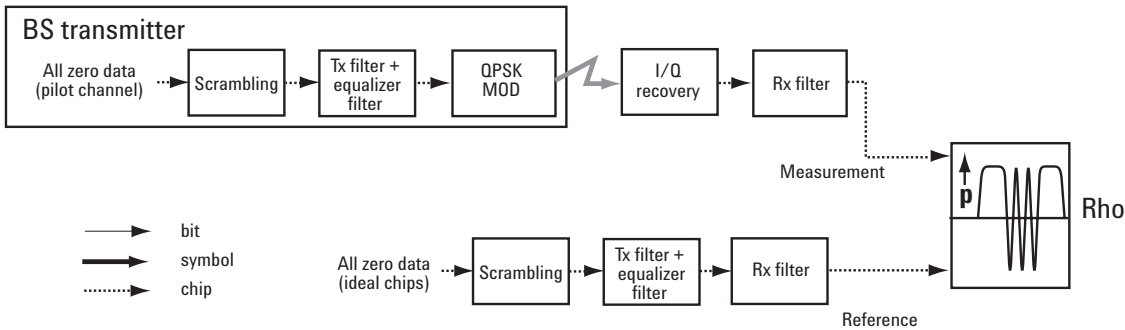 BS transmitter
All zero data
(pilot channel)
Scrambling
Tx filter +
equalizer
filter
QPSK
MOD
I/Q
recovery
Rx filter
Measurement
p
Rho
bit
symbol
chip
All zero data
(ideal chips)
Scrambling
Tx filter +
equalizer
filter
Rx filter
Reference